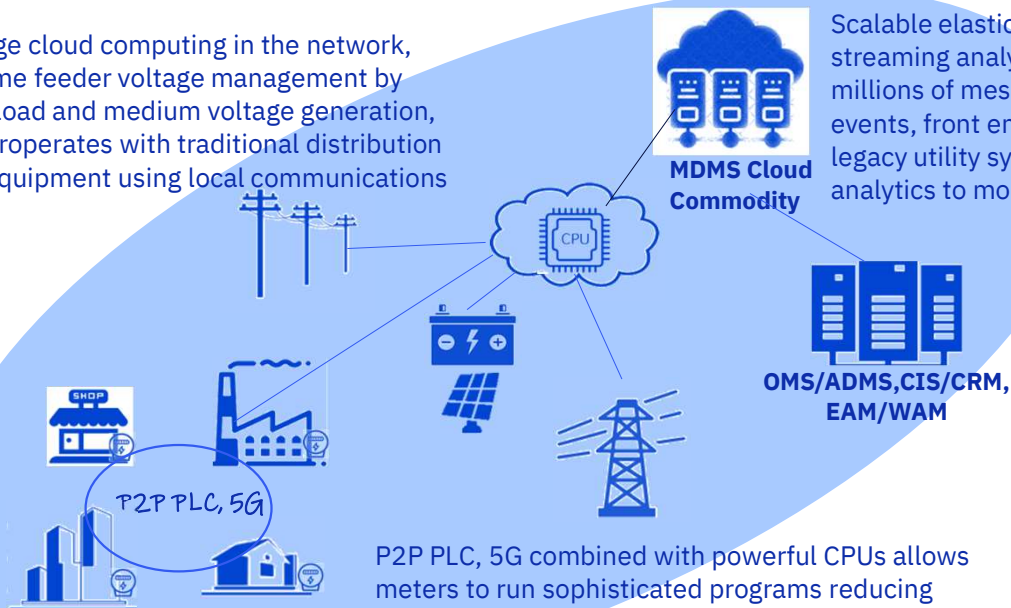 ge cloud computing in the network,
me feeder voltage management by
load and medium voltage generation,
roperates with traditional distribution
quipment using local communications
Scalable elastic
streaming analy
millions of mes
events, front en
legacy utility sy
analytics to mo
MDMS Cloud
Commodity
CPU
OMS/ADMS,CIS/CRM,
EAM/WAM
SHOP
P2P PLC, 5G
P2P PLC, 5G combined with powerful CPUs allows
meters to run sophisticated programs reducing